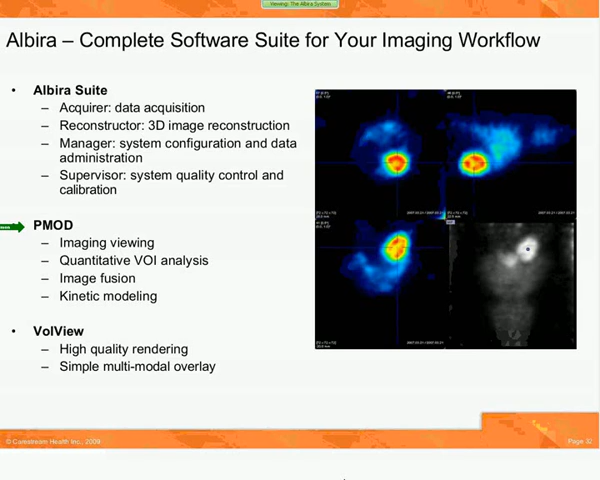 Viewing: The Albira System
Albira – Complete Software Suite for Your Imaging Workflow
• Albira Suite
– Acquirer: data acquisition
– Reconstructor: 3D image reconstruction
– Manager: system configuration and data
administration
– Supervisor: system quality control and
calibration
• PMOD
– Imaging viewing
– Quantitative VOI analysis
– Image fusion
– Kinetic modeling
• VolView
– High quality rendering
– Simple multi-modal overlay
© Carestream Health Inc., 2009
Page 32